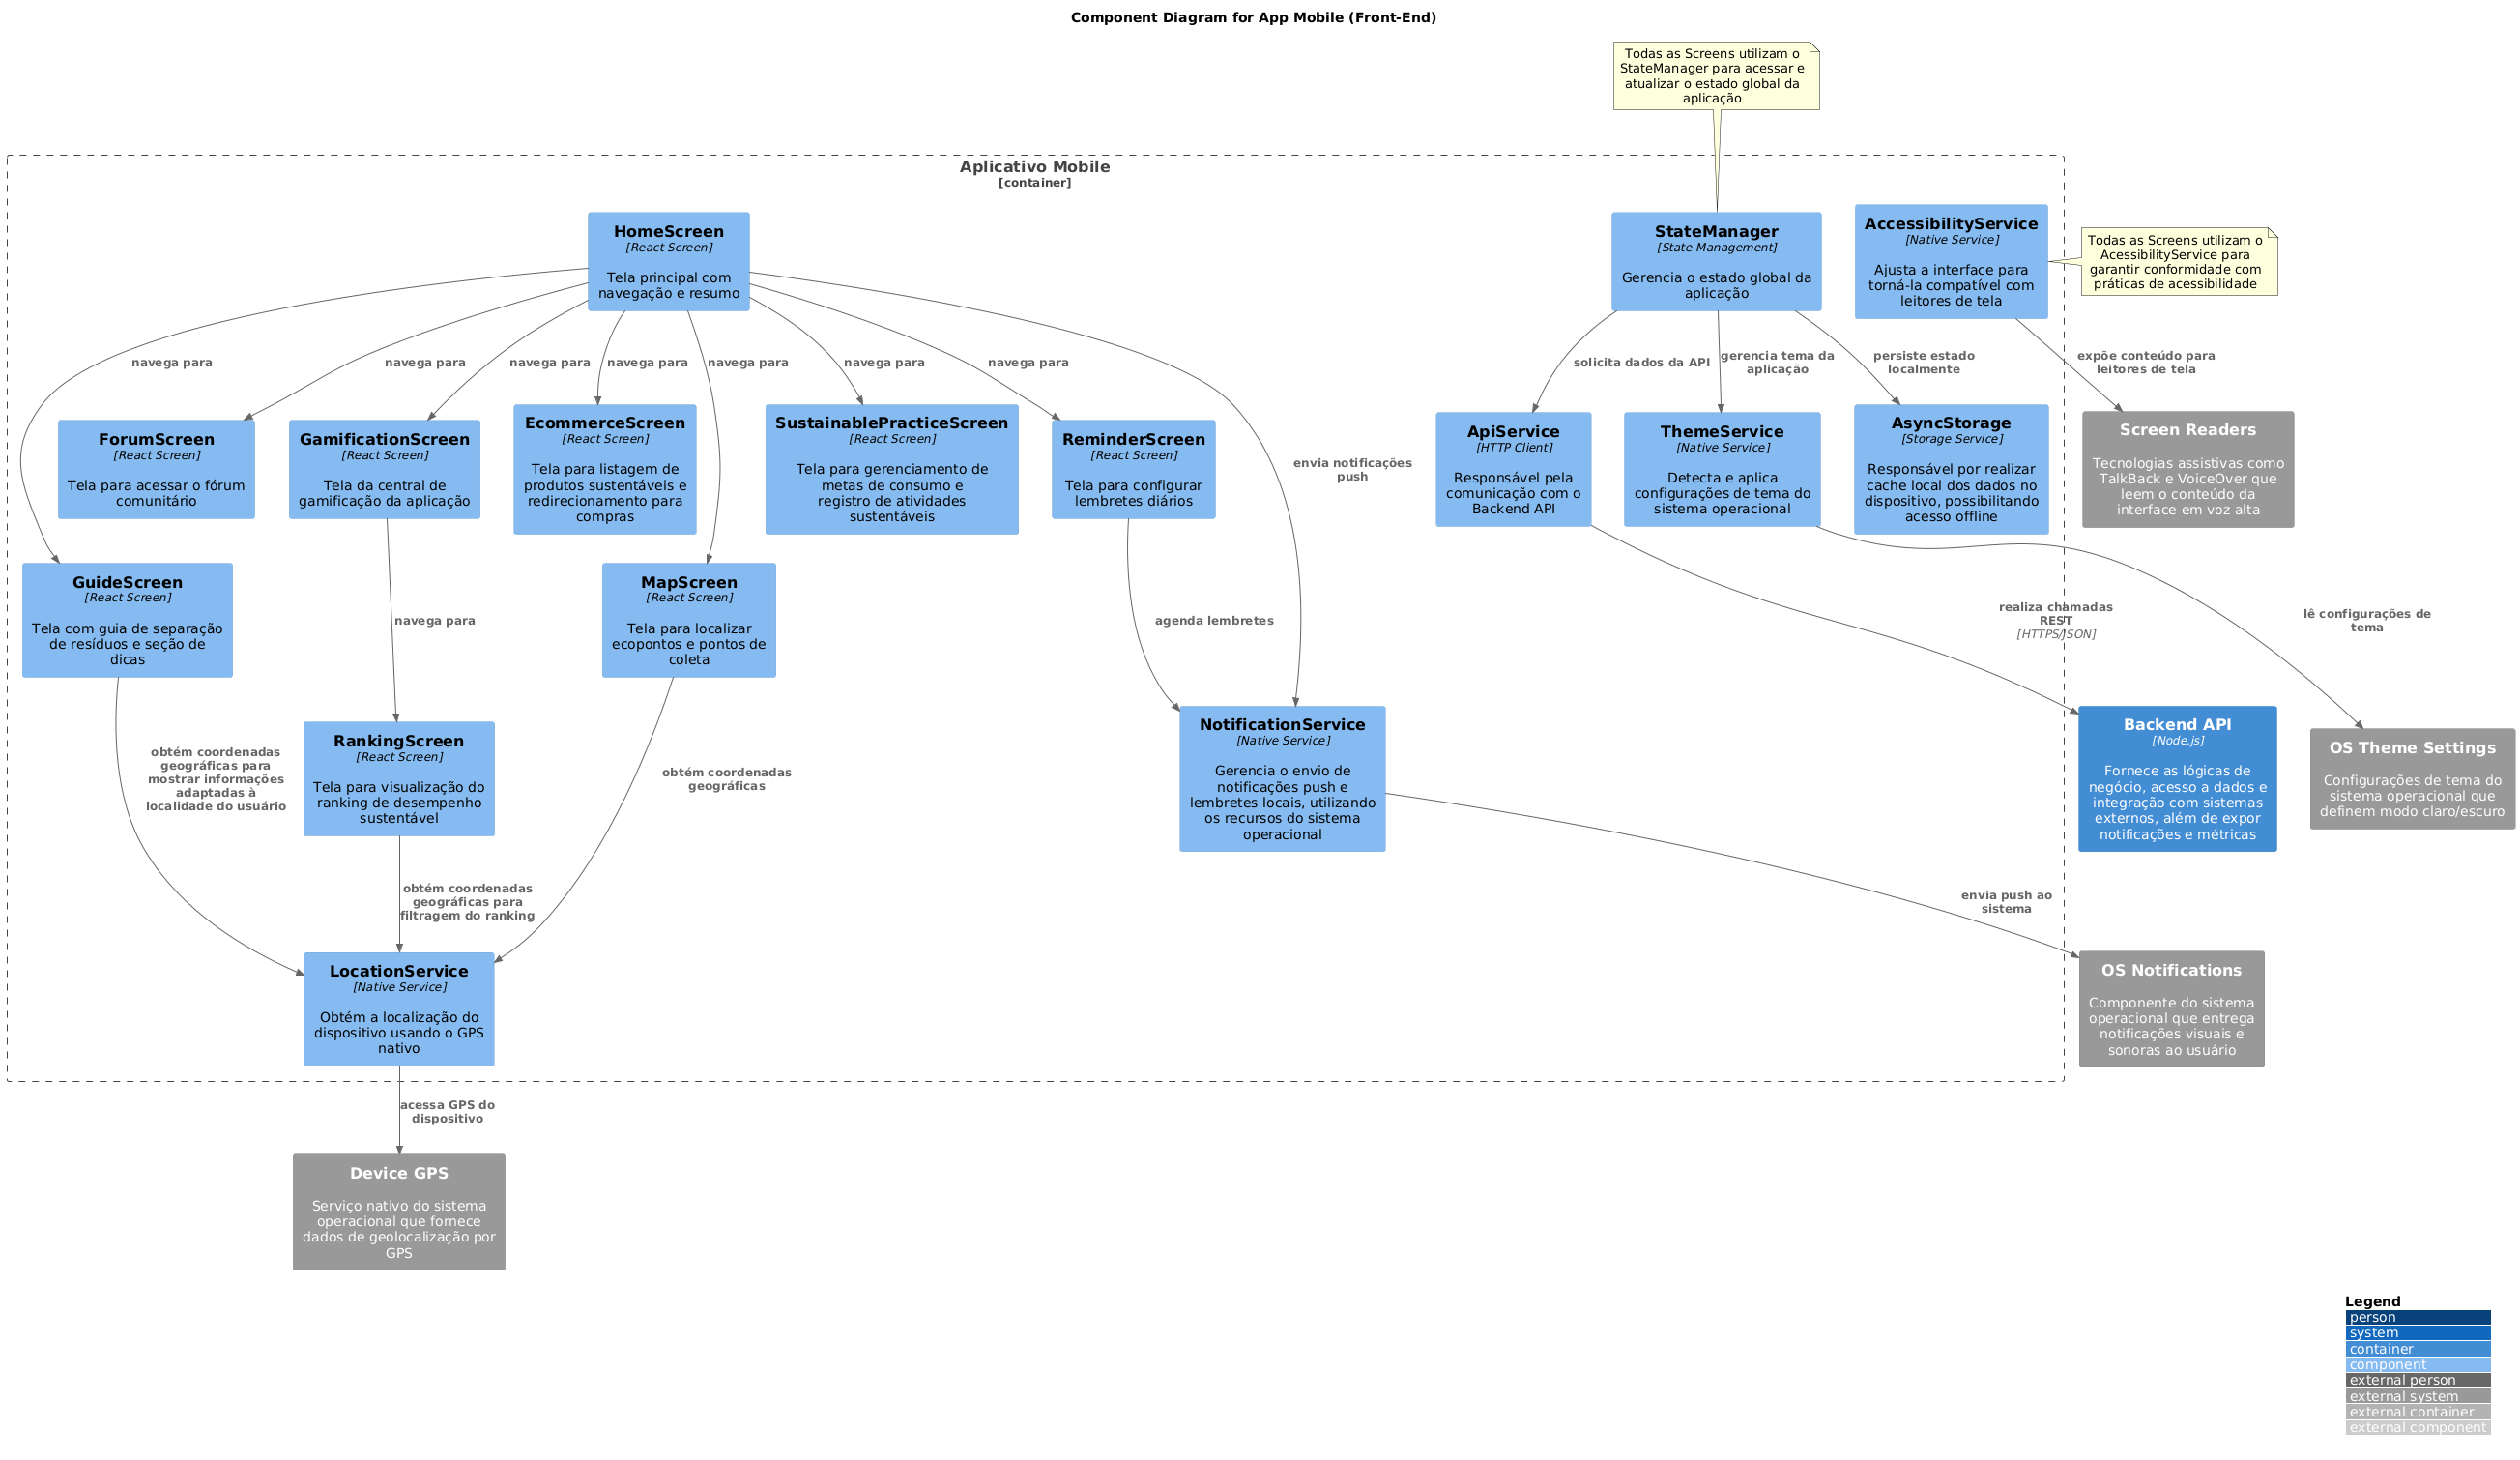 Component Diagram for App Mobile (Front-End)
Todas as Screens utilizam o
StateManager para acessar e
atualizar o estado global da
aplicação
Aplicativo Mobile
[container]
HomeScreen
[React Screen]
Tela principal com
navegação e resumo
StateManager
[State Management]
Gerencia o estado global da
aplicação
AccessibilityService
[Native Service]
Ajusta a interface para
torná-la compatível com
leitores de tela
Todas as Screens utilizam o
AcessibilityService para
garantir conformidade com
práticas de acessibilidade
navega para
navega para
navega para
navega para
navega para
navega para
navega para
solicita dados da API
gerencia tema da
aplicação
persiste estado
localmente
expõe conteúdo para
leitores de tela
ForumScreen
[React Screen]
Tela para acessar o fórum
comunitário
GamificationScreen
[React Screen]
Tela da central de
gamificação da aplicação
EcommerceScreen
[React Screen]
Tela para listagem de
produtos sustentáveis e
redirecionamento para
compras
SustainablePracticeScreen
[React Screen]
Tela para gerenciamento de
metas de consumo e
registro de atividades
sustentáveis
ReminderScreen
[React Screen]
Tela para configurar
lembretes diários
envia notificações
push
ApiService
[HTTP Client]
Responsável pela
comunicação com o
Backend API
ThemeService
[Native Service]
Detecta e aplica
configurações de tema do
sistema operacional
AsyncStorage
[Storage Service]
Responsável por realizar
cache local dos dados no
dispositivo, possibilitando
acesso offline
Screen Readers
Tecnologias assistivas como
TalkBack e VoiceOver que
leem o conteúdo da
interface em voz alta
GuideScreen
[React Screen]
Tela com guia de separação
de resíduos e seção de
dicas
navega para
MapScreen
[React Screen]
Tela para localizar
ecopontos e pontos de
coleta
agenda lembretes
realiza chamadas
REST
[HTTPS/JSON]
lê configurações de
tema
obtém coordenadas
geográficas para
mostrar informações
adaptadas à
localidade do usuário
RankingScreen
[React Screen]
Tela para visualização do
ranking de desempenho
sustentável
obtém coordenadas
geográficas
NotificationService
[Native Service]
Gerencia o envio de
notificações push e
lembretes locais, utilizando
os recursos do sistema
operacional
Backend API
[Node.js]
Fornece as lógicas de
negócio, acesso a dados e
integração com sistemas
externos, além de expor
notificações e métricas
OS Theme Settings
Configurações de tema do
sistema operacional que
definem modo claro/escuro
obtém coordenadas
geográficas para
filtragem do ranking
envia push ao
sistema
LocationService
[Native Service]
Obtém a localização do
dispositivo usando o GPS
nativo
OS Notifications
Componente do sistema
operacional que entrega
notificações visuais e
sonoras ao usuário
acessa GPS do
dispositivo
Device GPS
Serviço nativo do sistema
operacional que fornece
dados de geolocalização por
GPS
Legend
person
system
container
component
external person
external system
external container
external component